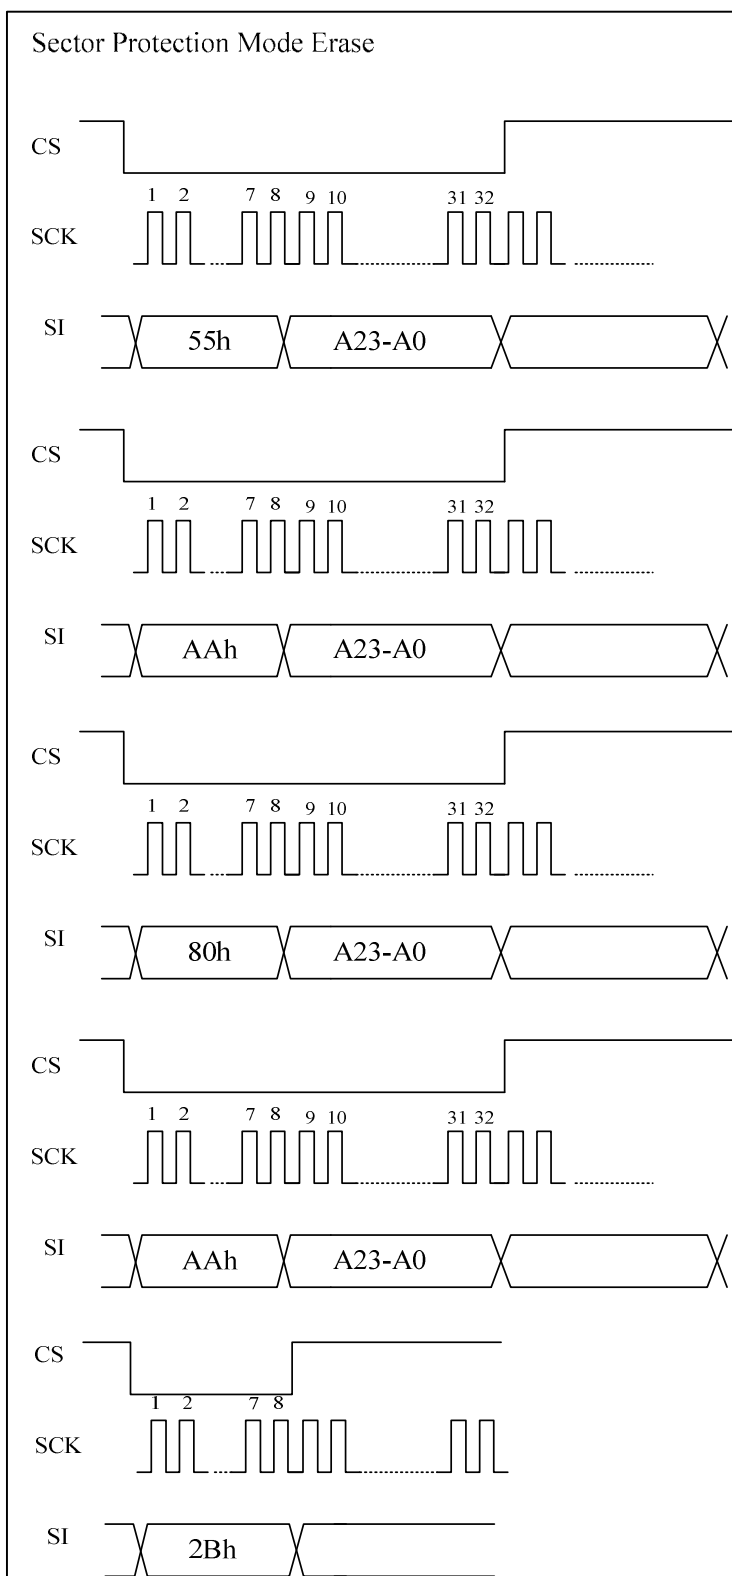 Sector Protection Mode Erase
CS
1 2 7 8 9 10 31 32
SCK
SI 55h A23-A0
CS
1 2 7 8 9 10 31 32
SCK
SI AAh A23-A0
CS
1 2 7 8 9 10 31 32
SCK
SI 80h A23-A0
CS
1 2 7 8 9 10 31 32
SCK
SI AAh A23-A0
CS
1 2 7 8
SCK
SI 2Bh